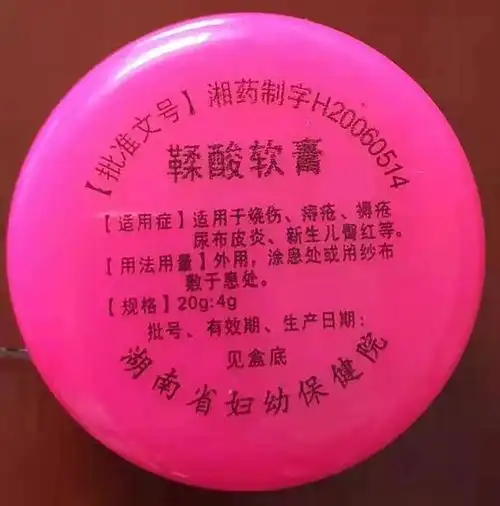 【批准文号】湘药制字H20060514
鞣酸软膏
【适用症】适用于烧伤、痔疮、褥疮
尿布皮炎、新生儿臀红等。
【用法用量】外用，涂患处或用纱布
敷于患处。
【规格】20g:4g
批号、有效期、生产日期：
见盒底
湖南省妇幼保健院